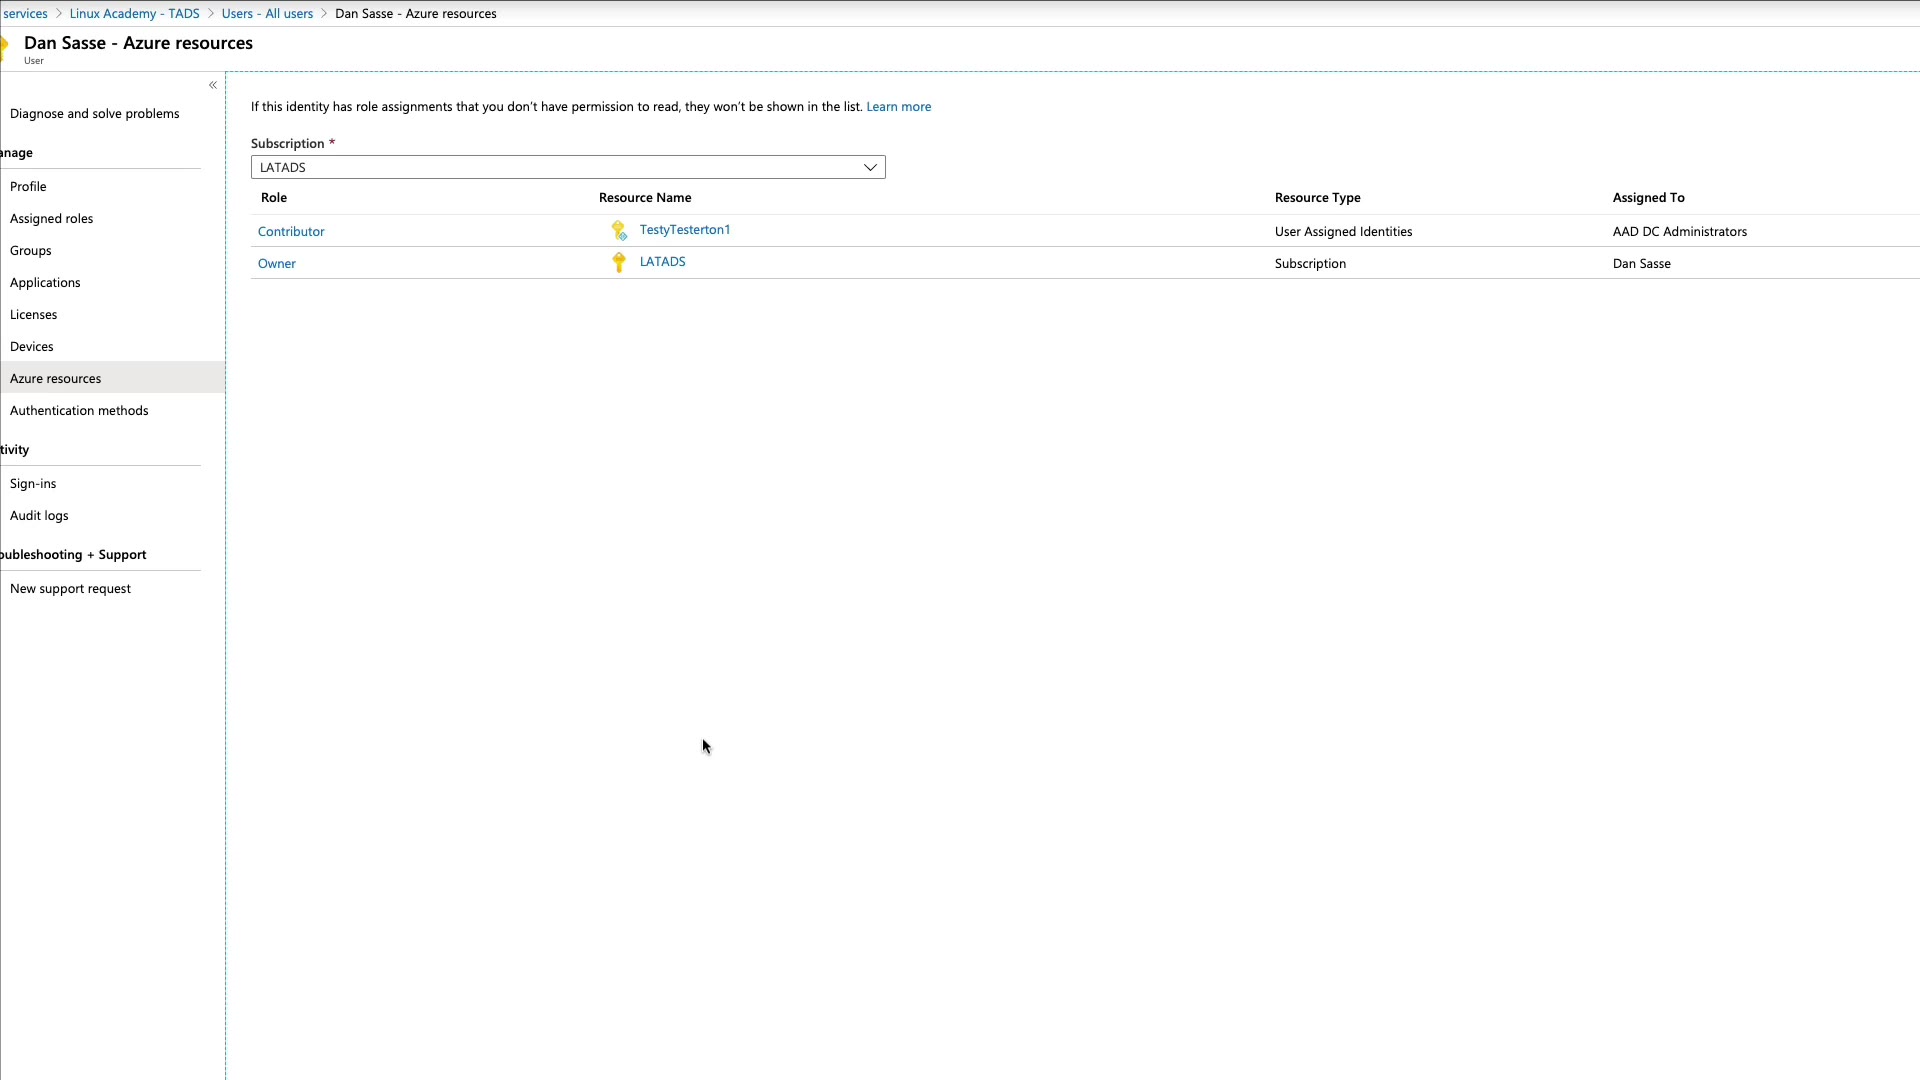 services > Linux Academy - TADS > Users - All users > Dan Sasse - Azure resources
Dan Sasse - Azure resources
User
«
Diagnose and solve problems
anage
Profile
Assigned roles
Groups
Applications
Licenses
Devices
Azure resources
Authentication methods
tivity
Sign-ins
Audit logs
oubleshooting + Support
New support request
If this identity has role assignments that you don't have permission to read, they won't be shown in the list. Learn more
Subscription *
LATADS
Role Resource Name Resource Type Assigned To
Contributor TestyTesterton1 User Assigned Identities AAD DC Administrators
Owner LATADS Subscription Dan Sasse